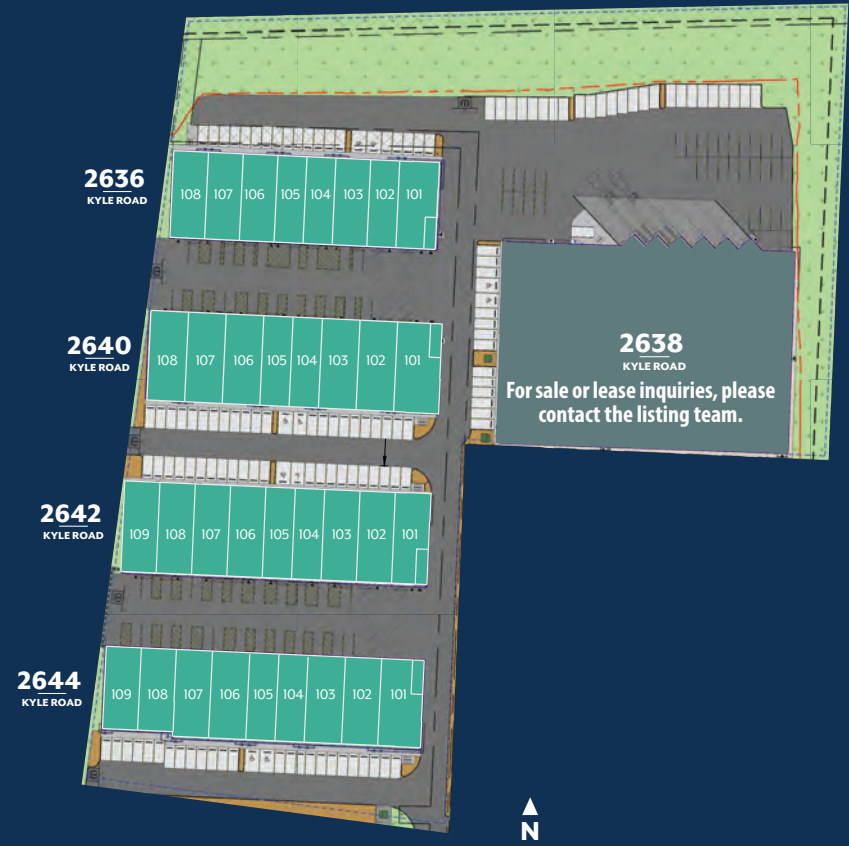 2636
KYLE ROAD
108 107 106 105 104 103 102 101
2640
KYLE ROAD
108 107 106 105 104 103 102 101
2638
KYLE ROAD
For sale or lease inquiries, please
contact the listing team.
2642
KYLE ROAD
109 108 107 106 105 104 103 102 101
2644
KYLE ROAD
109 108 107 106 105 104 103 102 101
N